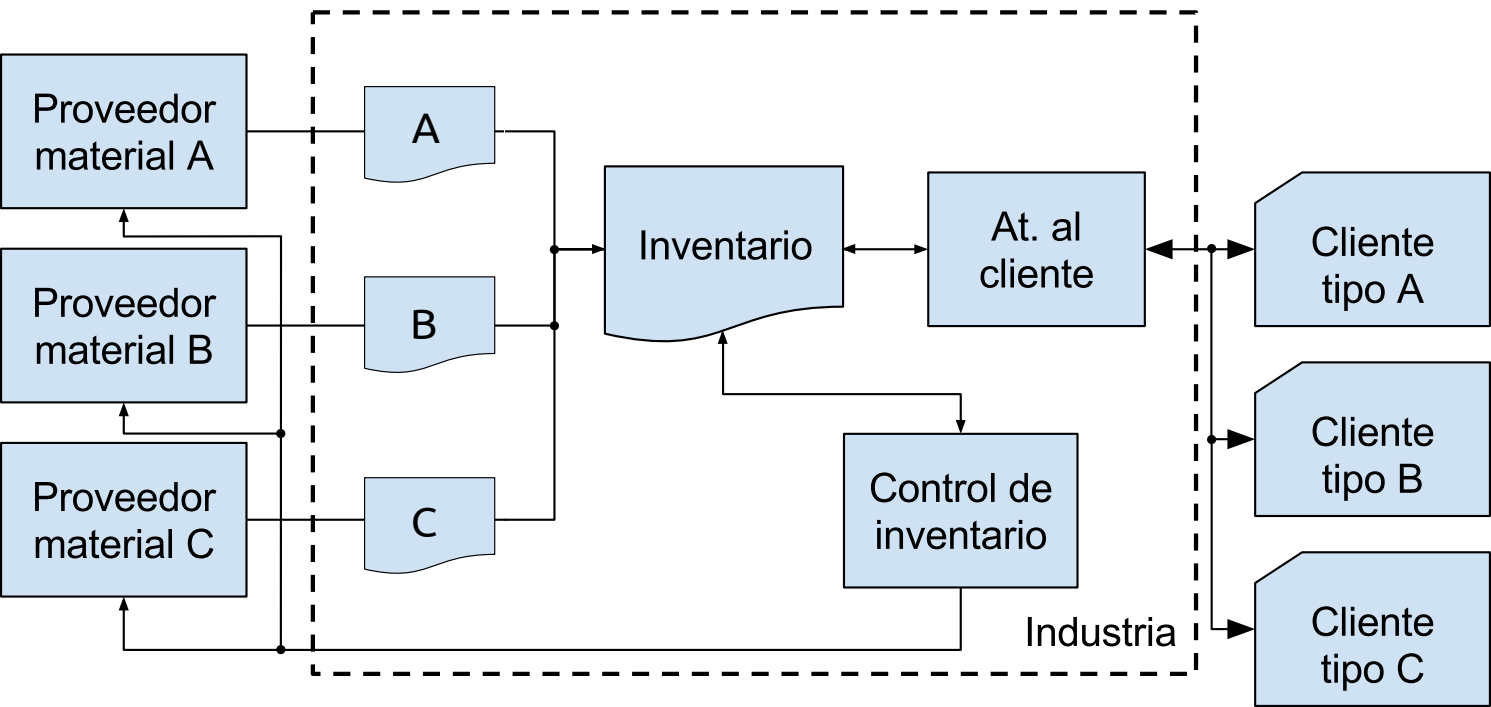 Proveedor
material A
Proveedor
material B
Proveedor
material C
A
B
C
Inventario
At. al
cliente
Control de
inventario
Industria
Cliente
tipo A
Cliente
tipo B
Cliente
tipo C